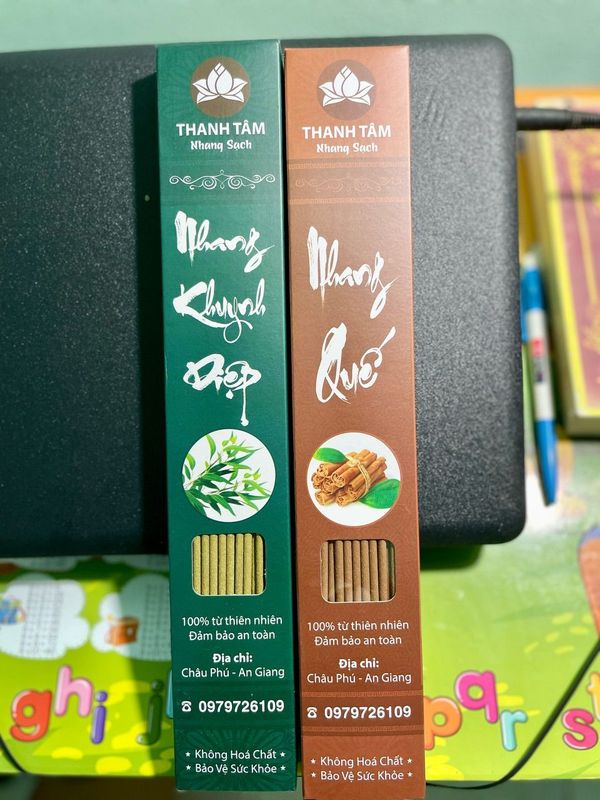 THANH TÂM
Nhang Sạch
Nhang
Khuynh
Diệp
100% từ thiên nhiên
Đảm bảo an toàn
Địa chỉ:
Châu Phú - An Giang
☎ 0979726109
* Không Hoá Chất *
* Bảo Vệ Sức Khỏe *
THANH TÂM
Nhang Sạch
Nhang
Quế
100% từ thiên nhiên
Đảm bảo an toàn
Địa chỉ:
Châu Phú - An Giang
☎ 0979726109
* Không Hoá Chất *
* Bảo Vệ Sức Khỏe *
ghij
pqrs